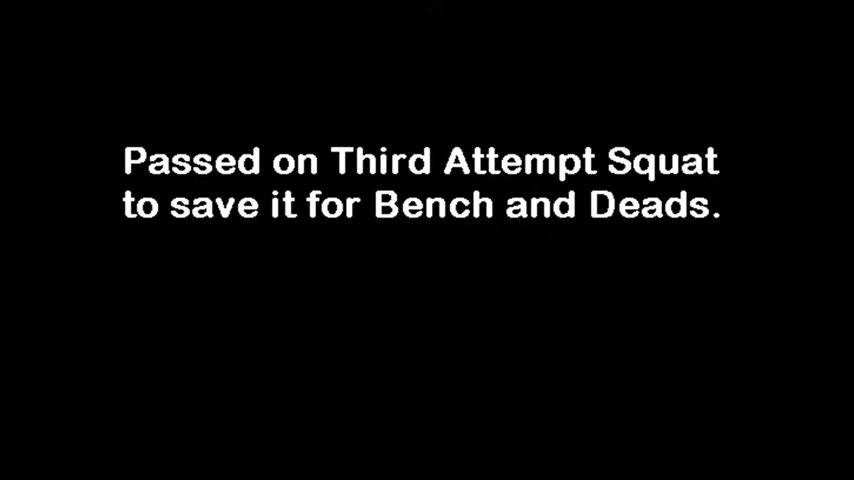 Passed on Third Attempt Squat
to save it for Bench and Deads.